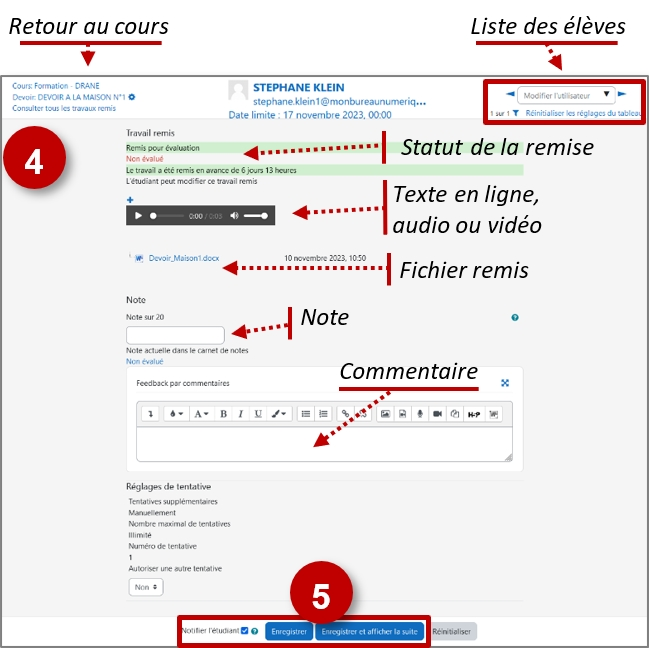 Retour au cours
Liste des élèves
Cours: Formation - DRANE
Devoir: DEVOIR A LA MAISON N°1
Consulter tous les travaux remis
STEPHANE KLEIN
stephane.klein1@monbureaunumeriq...
Date limite : 17 novembre 2023, 00:00
Modifier l'utilisateur
1 sur 1 Réinitialiser les réglages du tableau
4
Travail remis
Remis pour évaluation
Non évalué
Le travail a été remis en avance de 6 jours 13 heures
L'étudiant peut modifier ce travail remis
Statut de la remise
Texte en ligne,
audio ou vidéo
0:00 / 0:03
Devoir_Maison1.docx 10 novembre 2023, 10:50
Fichier remis
Note
Note sur 20
Note
Note actuelle dans le carnet de notes
Non évalué
Commentaire
Feedback par commentaires
A B I U H-P
Réglages de tentative
Tentatives supplémentaires
Manuellement
Nombre maximal de tentatives
Illimité
Numéro de tentative
1
Autoriser une autre tentative
Non
5
Notifier l'étudiant Enregistrer Enregistrer et afficher la suite Réinitialiser